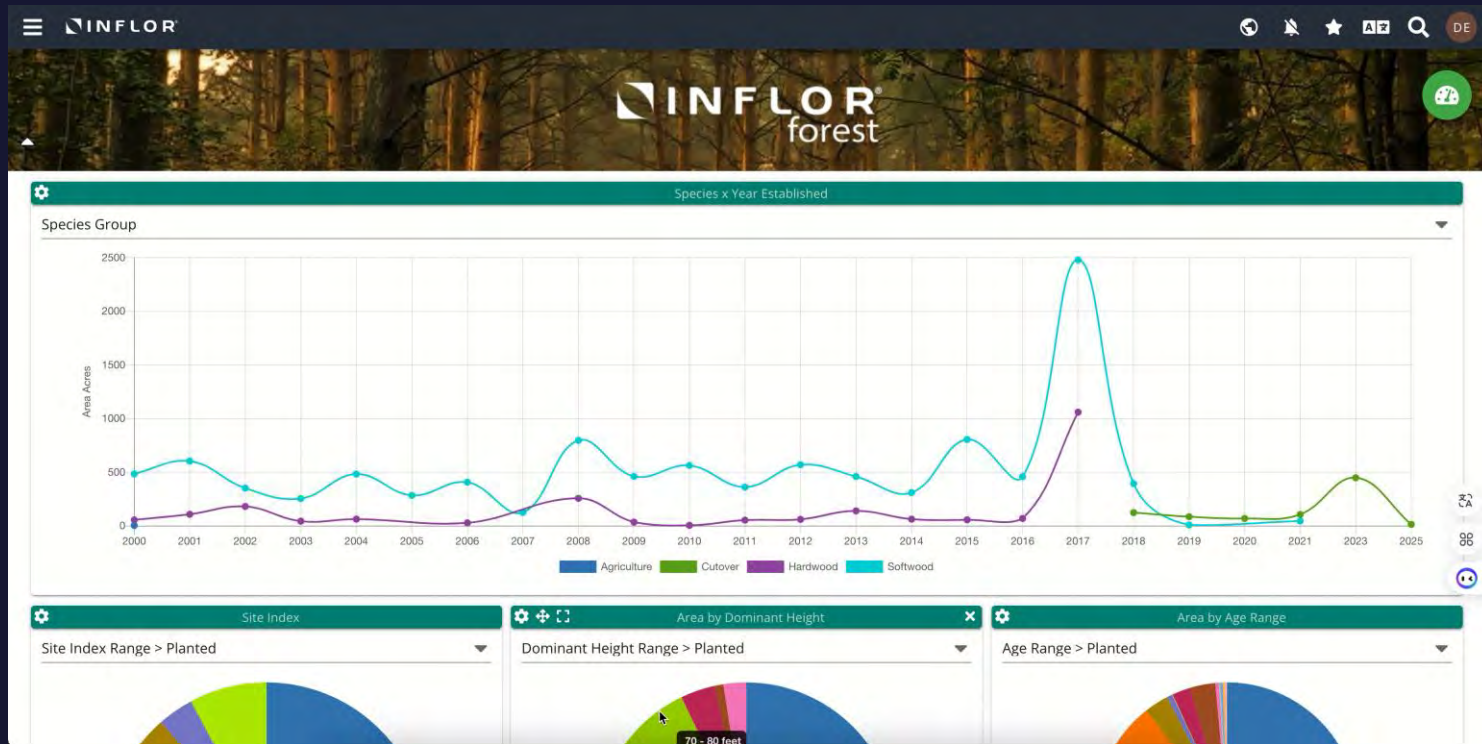 INFLOR
DE
INFLOR
forest
Species x Year Established
Species Group
2500
2000
1500
1000
500
0
Area Acres
2000 2001 2002 2003 2004 2005 2006 2007 2008 2009 2010 2011 2012 2013 2014 2015 2016 2017 2018 2019 2020 2021 2023 2025
Agriculture Cutover Hardwood Softwood
Site Index
Area by Dominant Height
Area by Age Range
Site Index Range > Planted
Dominant Height Range > Planted
Age Range > Planted
70 - 80 feet